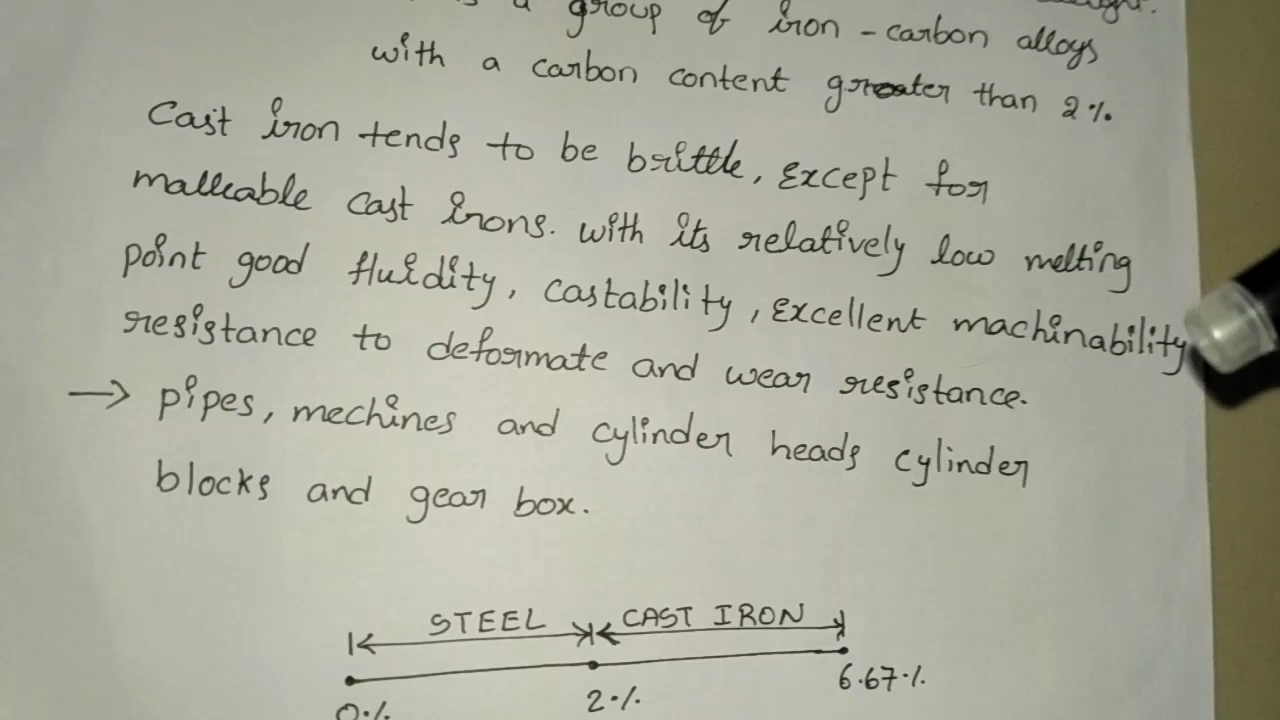 a group of iron - carbon alloys
with a carbon content greater than 2%
Cast iron tends to be brittle, Except for
malleable cast irons. with its relatively low melting
point good fluidity, castability, Excellent machinability
resistance to deformate and wear resistance.
→ pipes, mechines and cylinder heads cylinder
blocks and gear box.
STEEL CAST IRON
0% 2% 6.67%